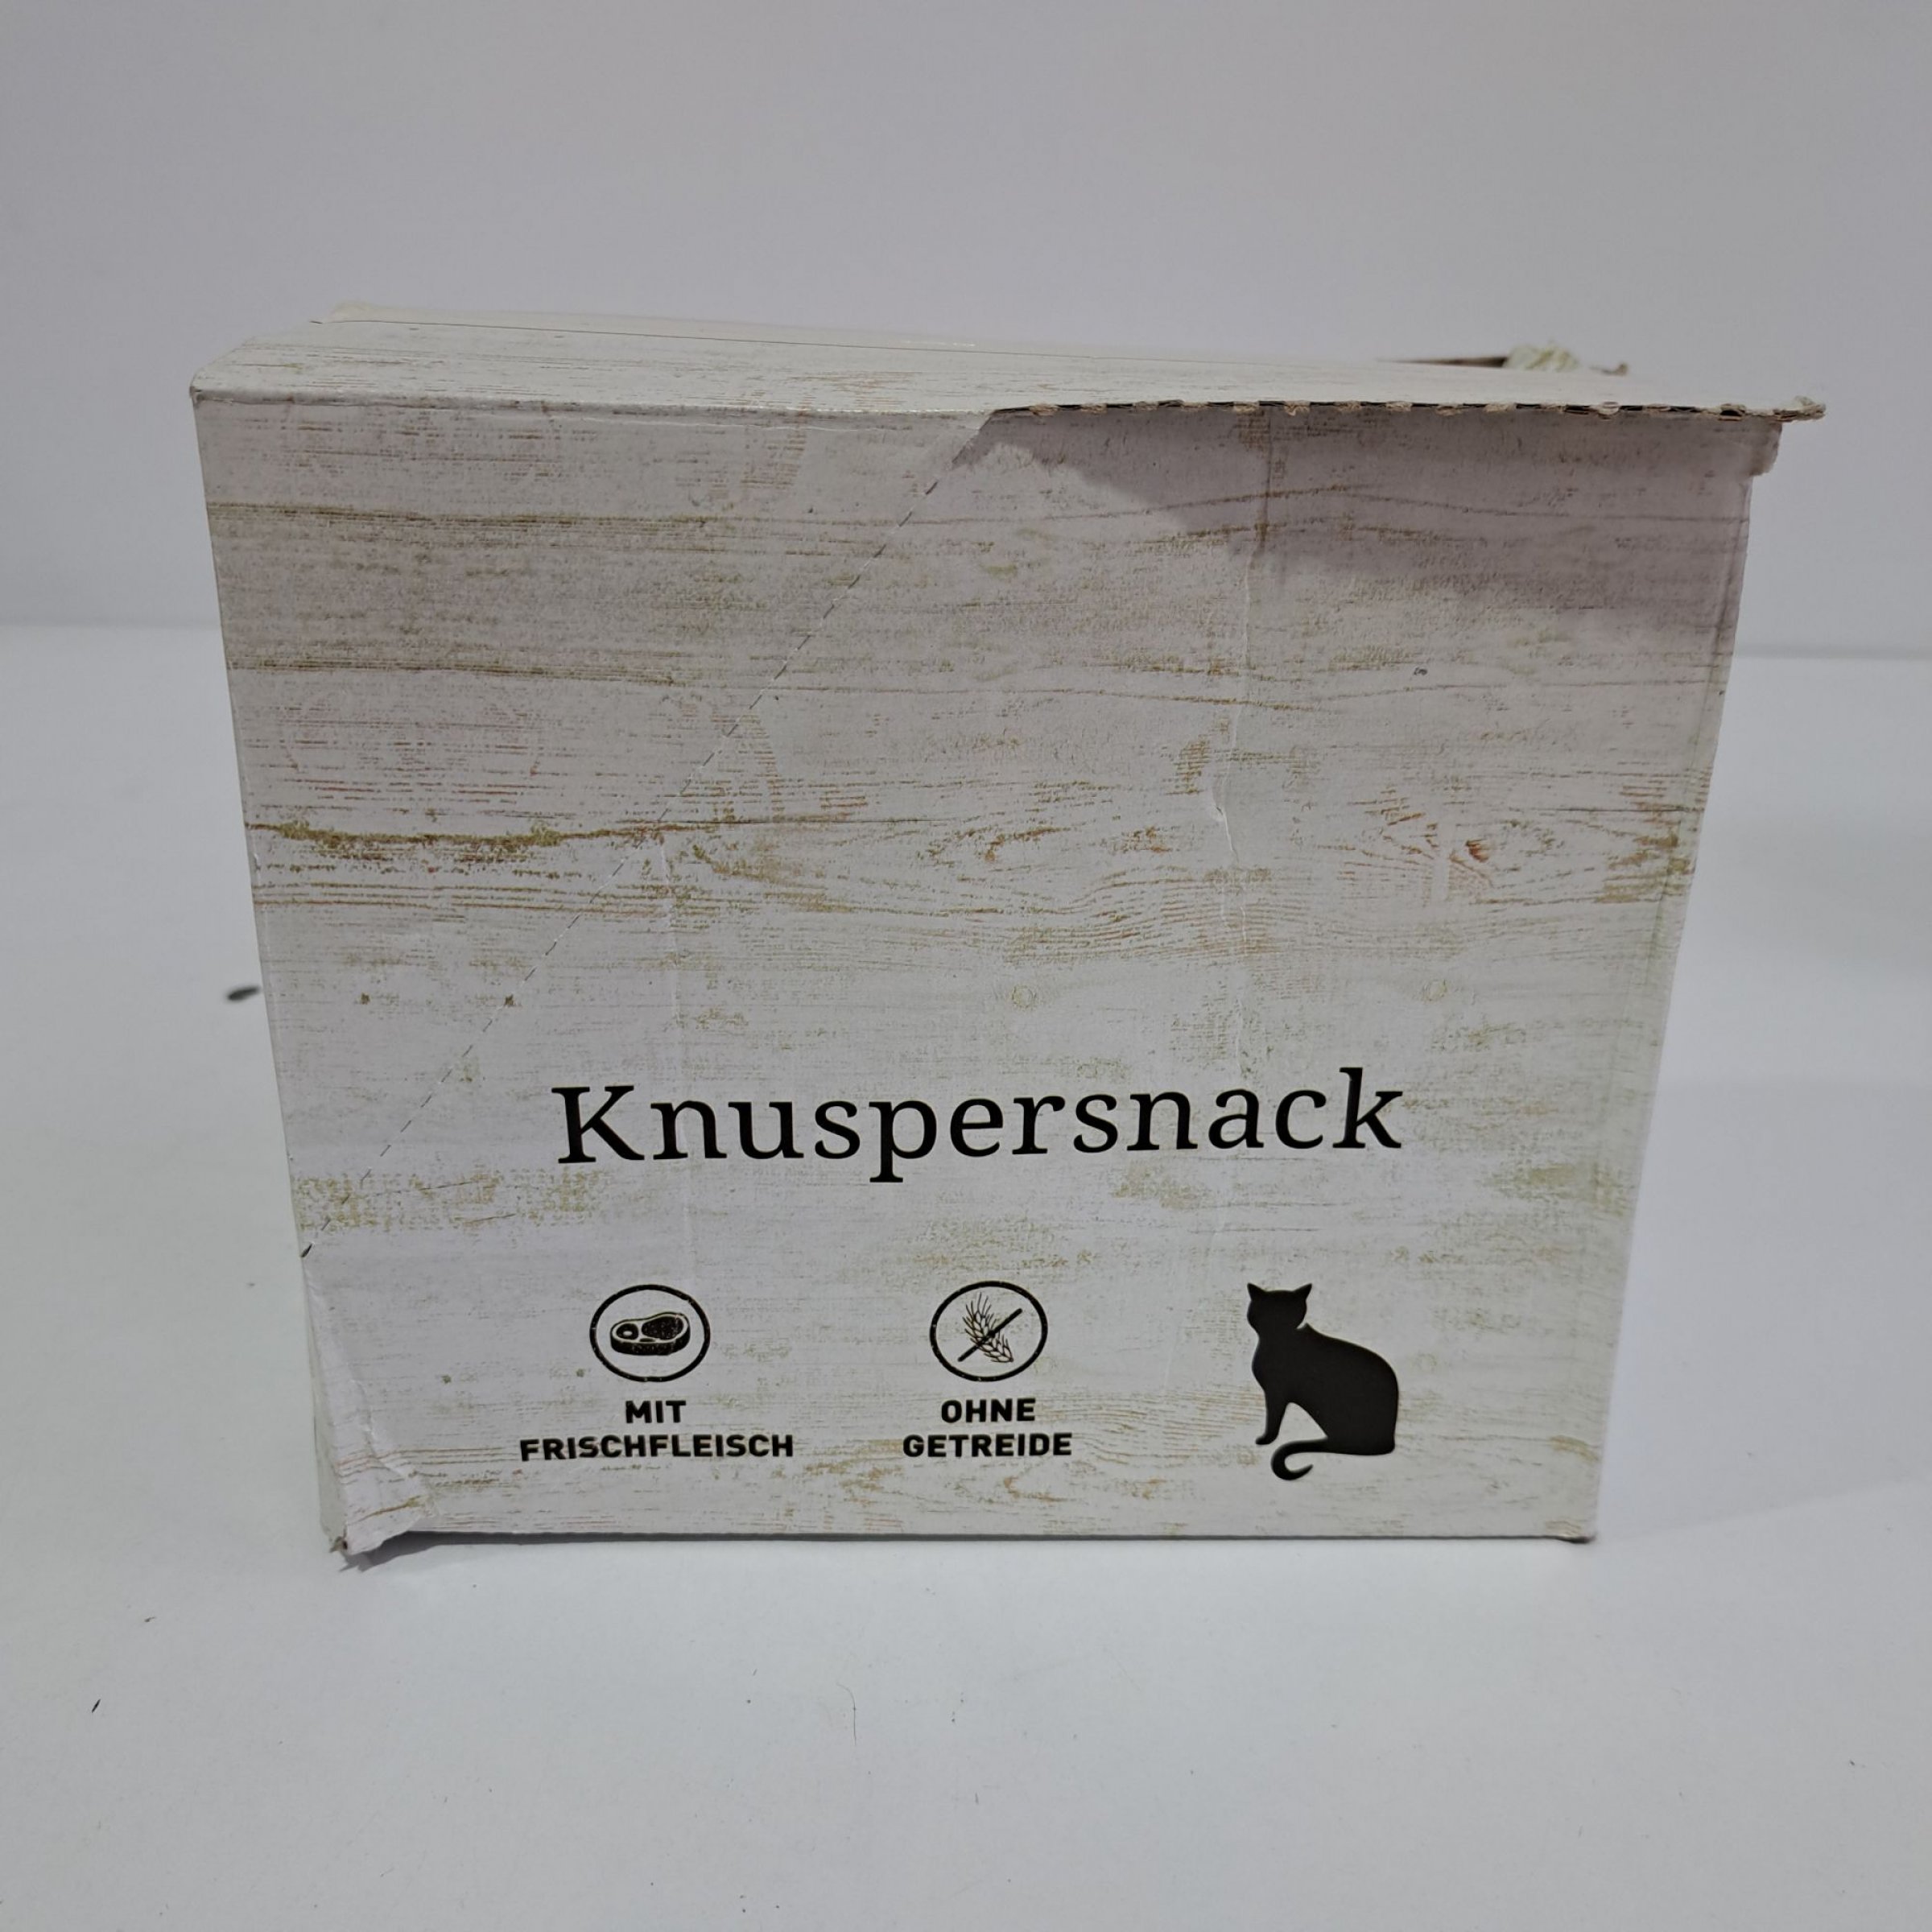 Knuspersnack
MIT
FRISCHFLEISCH
OHNE
GETREIDE